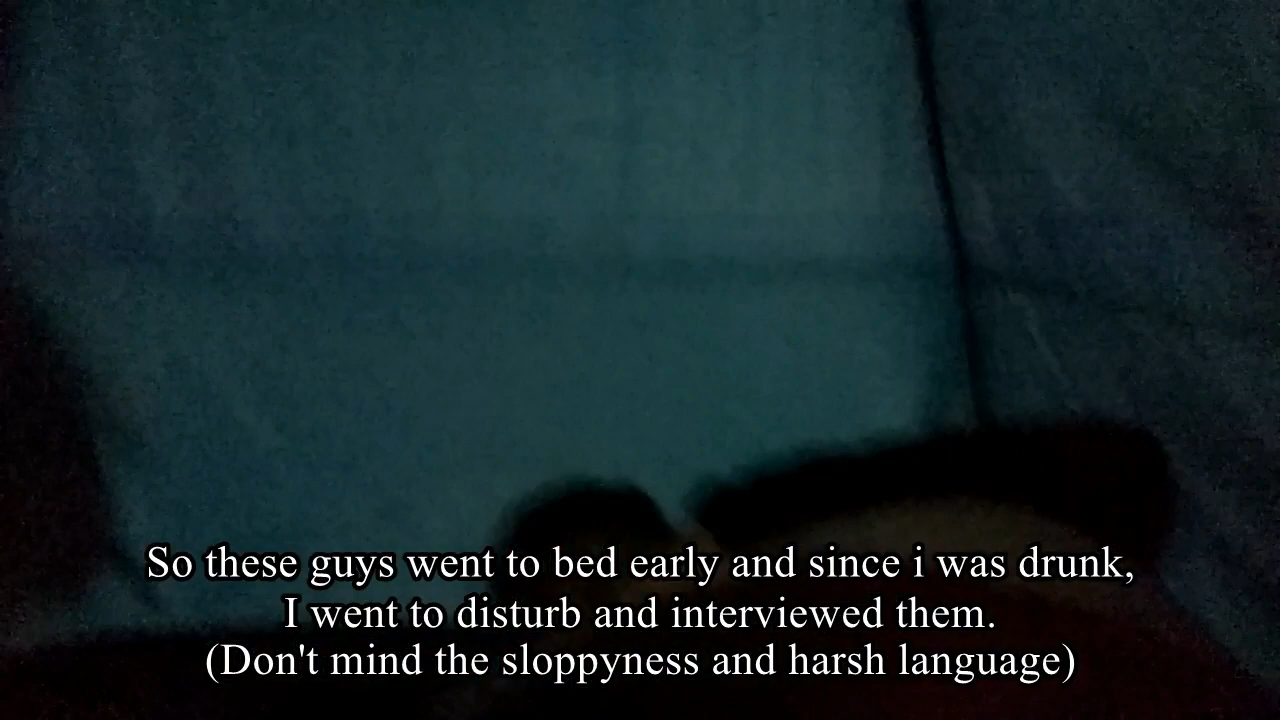 So these guys went to bed early and since i was drunk,
I went to disturb and interviewed them.
(Don't mind the sloppyness and harsh language)